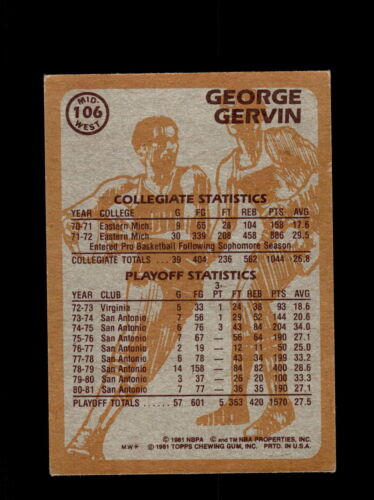 MID-
106
WEST
GEORGE
GERVIN
COLLEGIATE STATISTICS
YEAR COLLEGE G FG FT REB PTS AVG
70-71 Eastern Mich. 9 65 28 104 158 17.6
71-72 Eastern Mich. 30 339 208 458 886 29.5
Entered Pro Basketball Following Sophomore Season
COLLEGIATE TOTALS ... 39 404 236 562 1044 26.8
PLAYOFF STATISTICS
3-
YEAR CLUB G FG PT FT REB PTS AVG
72-73 Virginia 5 33 1 24 38 93 18.6
73-74 San Antonio 7 56 1 29 52 144 20.6
74-75 San Antonio 6 76 3 43 84 204 34.0
75-76 San Antonio 7 67 — 56 64 190 27.1
76-77 San Antonio 2 19 — 12 11 50 25.0
77-78 San Antonio 6 78 — 43 34 199 33.2
78-79 San Antonio 14 158 — 84 82 400 28.6
79-80 San Antonio 3 37 — 26 20 100 33.3
80-81 San Antonio 7 77 — 36 35 190 27.1
PLAYOFF TOTALS 57 601 5 353 420 1570 27.5
© 1981 NBPA © and TM NBA PROPERTIES, INC.
MW* © 1981 TOPPS CHEWING GUM, INC. PRTD. IN U.S.A.